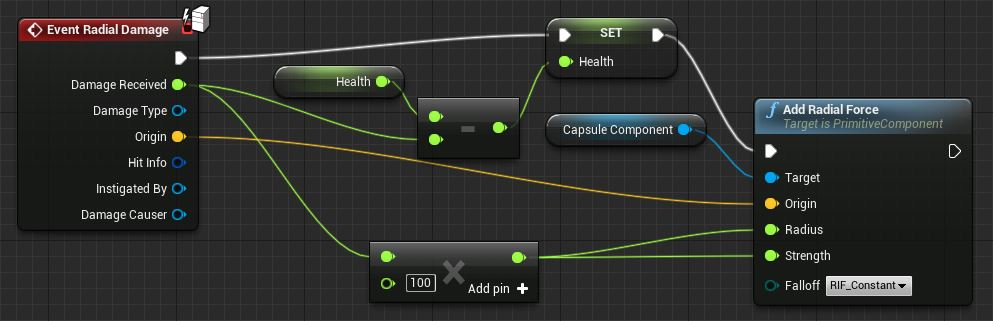 Event Radial Damage
Damage Received
Damage Type
Origin
Hit Info
Instigated By
Damage Causer
Health
SET
Health
Capsule Component
100
Add pin
Add Radial Force
Target is PrimitiveComponent
Target
Origin
Radius
Strength
Falloff RIF_Constant